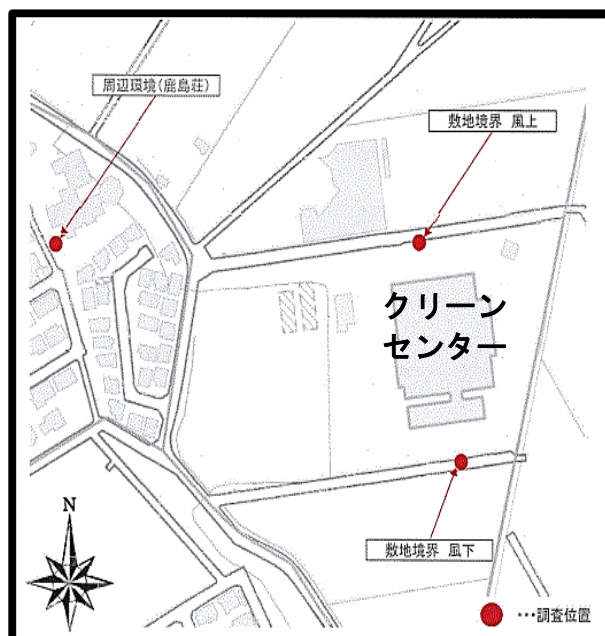 周辺環境(鹿島荘)
敷地境界 風上
クリーン
センター
敷地境界 風下
N
…調査位置